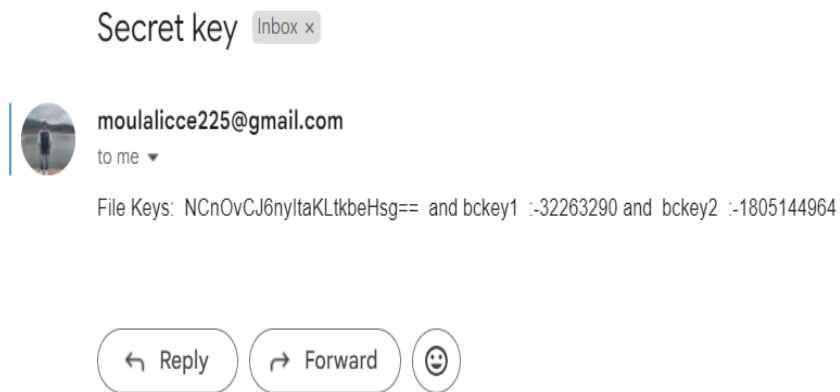 Secret key Inbox ×
moulalicce225@gmail.com
to me
File Keys: NCnOvCJ6nyltaKLtkbeHsg== and bckey1 :-32263290 and bckey2 :-1805144964
Reply Forward